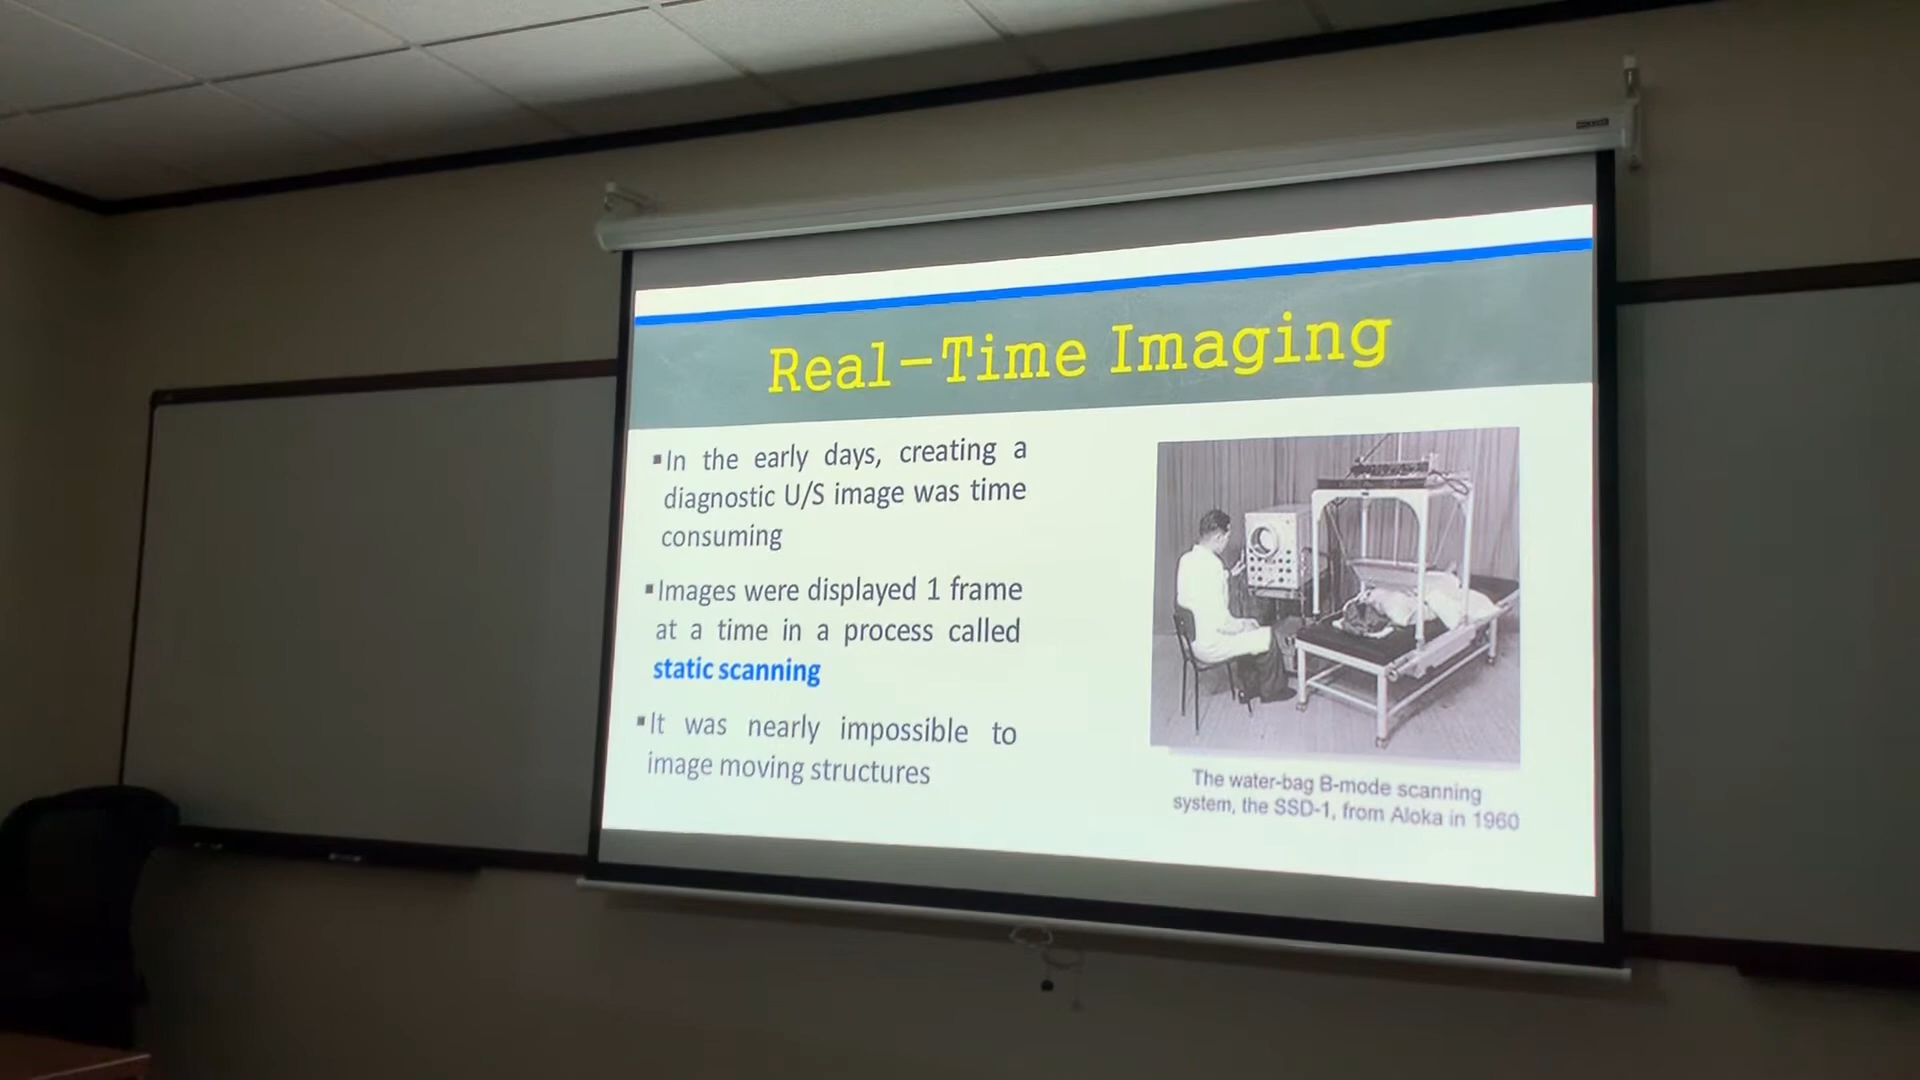 Real-Time Imaging
▪In the early days, creating a
diagnostic U/S image was time
consuming
▪Images were displayed 1 frame
at a time in a process called
static scanning
▪It was nearly impossible to
image moving structures
The water-bag B-mode scanning
system, the SSD-1, from Aloka in 1960